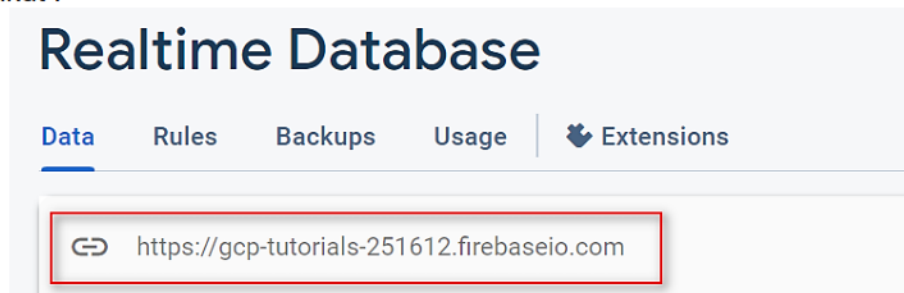 Realtime Database
Data Rules Backups Usage Extensions
https://gcp-tutorials-251612.firebaseio.com